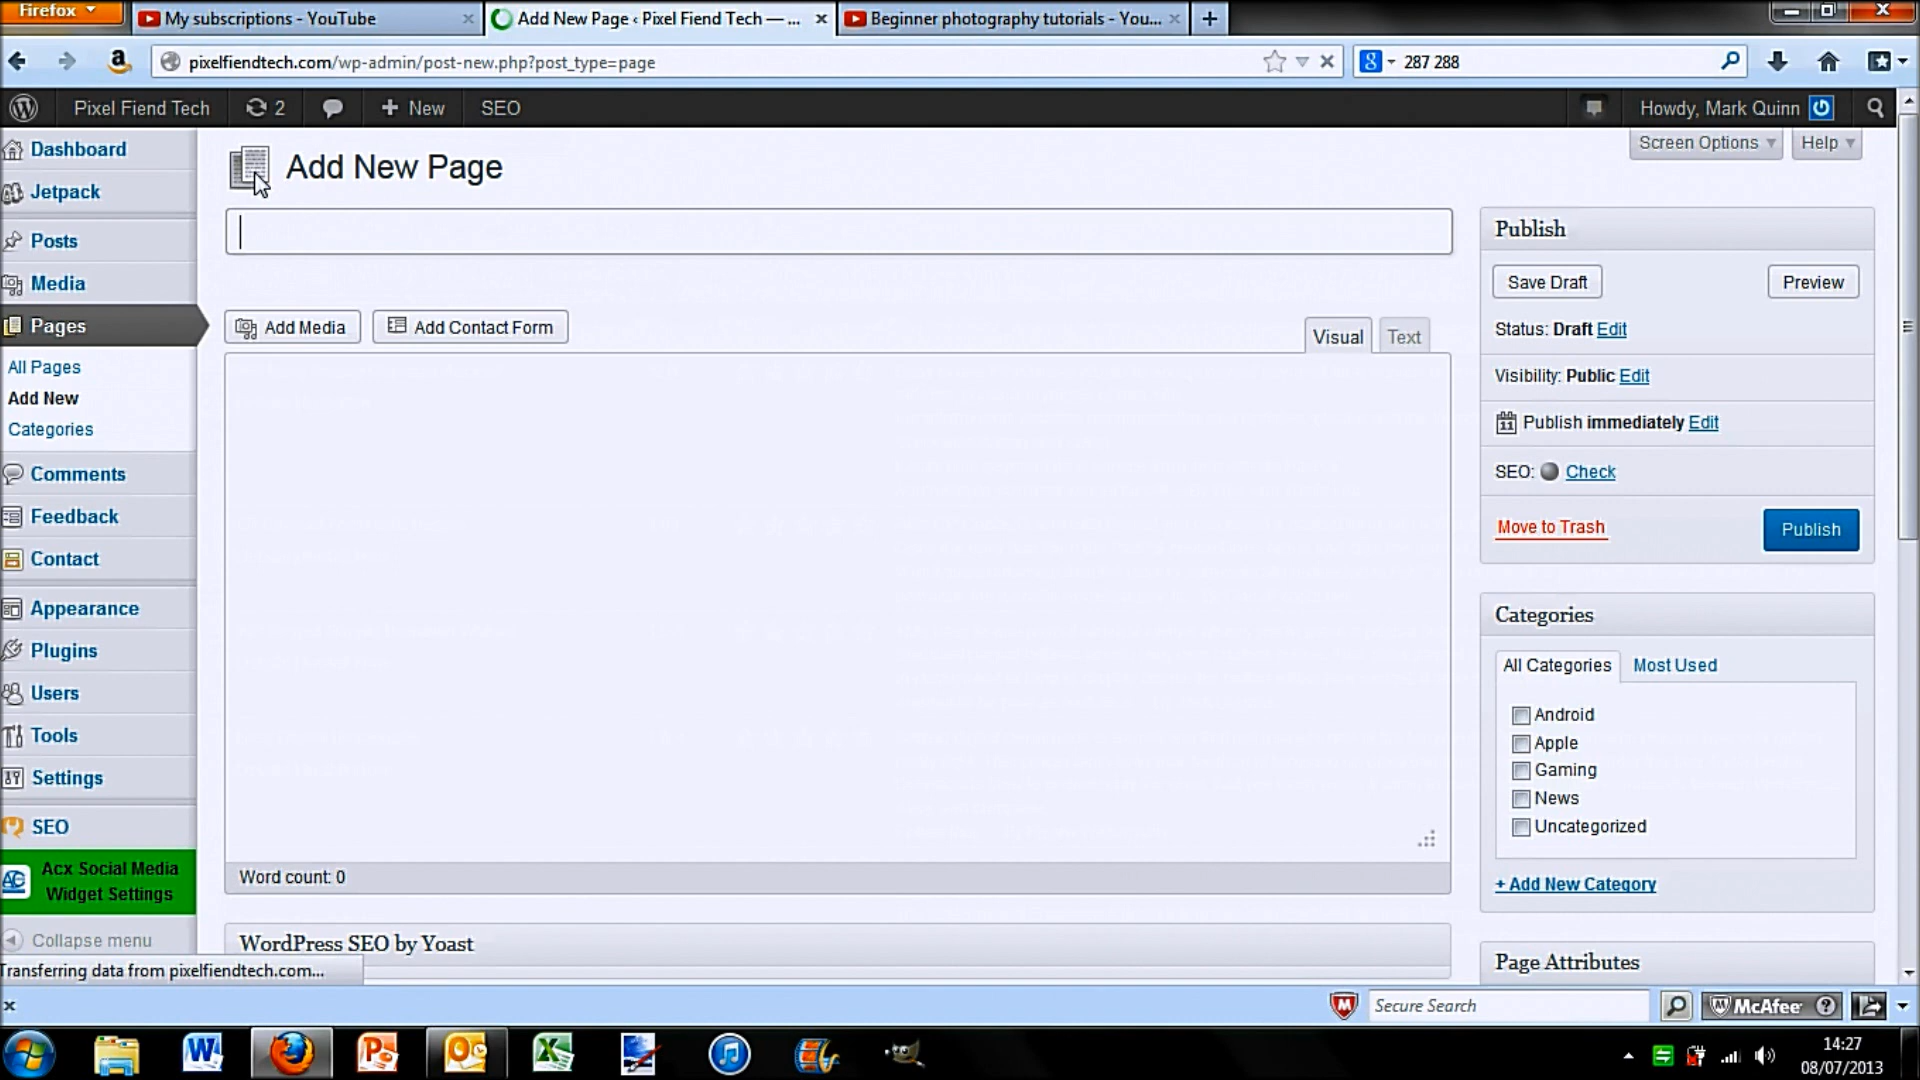 Firefox
My subscriptions - YouTube
Add New Page ‹ Pixel Fiend Tech — ...
Beginner photography tutorials - You...
pixelfiendtech.com/wp-admin/post-new.php?post_type=page
287 288
Pixel Fiend Tech
2
+ New
SEO
Howdy, Mark Quinn
Dashboard
Jetpack
Posts
Media
Pages
All Pages
Add New
Categories
Comments
Feedback
Contact
Appearance
Plugins
Users
Tools
Settings
SEO
Acx Social Media
Widget Settings
Collapse menu
Transferring data from pixelfiendtech.com...
Screen Options
Help
Add New Page
Add Media
Add Contact Form
Visual
Text
Word count: 0
WordPress SEO by Yoast
Publish
Save Draft
Preview
Status: Draft Edit
Visibility: Public Edit
Publish immediately Edit
SEO: Check
Move to Trash
Publish
Categories
All Categories
Most Used
Android
Apple
Gaming
News
Uncategorized
+ Add New Category
Page Attributes
Secure Search
McAfee
14:27
08/07/2013